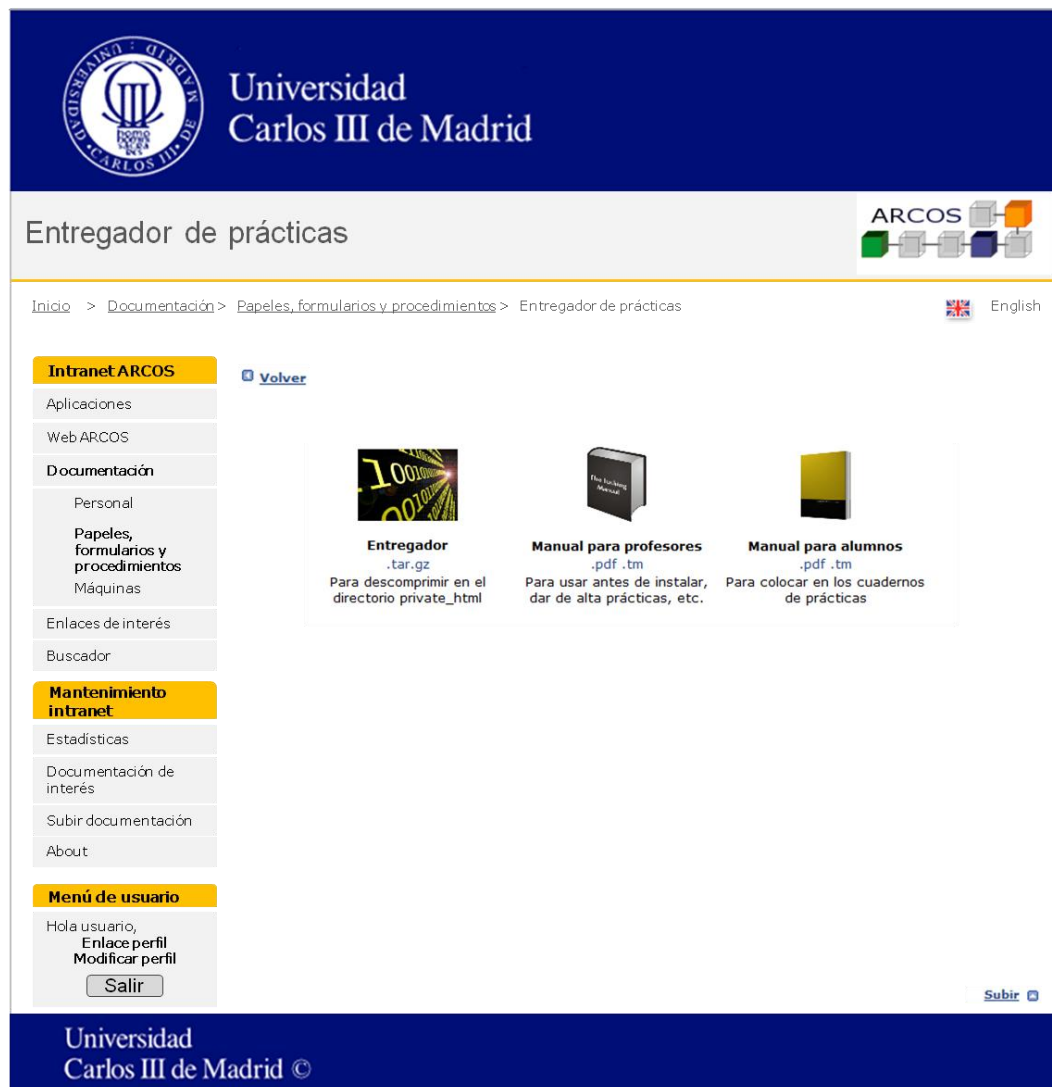 UNIVERSIDAD · CARLOS III · DE MADRID
Universidad
Carlos III de Madrid
Entregador de prácticas
ARCOS
Inicio > Documentación > Papeles, formularios y procedimientos > Entregador de prácticas
English
Intranet ARCOS
Volver
Aplicaciones
Web ARCOS
Documentación
Personal
Papeles,
formularios y
procedimientos
Máquinas
Enlaces de interés
Buscador
Entregador
.tar.gz
Para descomprimir en el
directorio private_html
Manual para profesores
.pdf .tm
Para usar antes de instalar,
dar de alta prácticas, etc.
Manual para alumnos
.pdf .tm
Para colocar en los cuadernos
de prácticas
Mantenimiento
intranet
Estadísticas
Documentación de
interés
Subir documentación
About
Menú de usuario
Hola usuario,
Enlace perfil
Modificar perfil
Salir
Subir
Universidad
Carlos III de Madrid ©